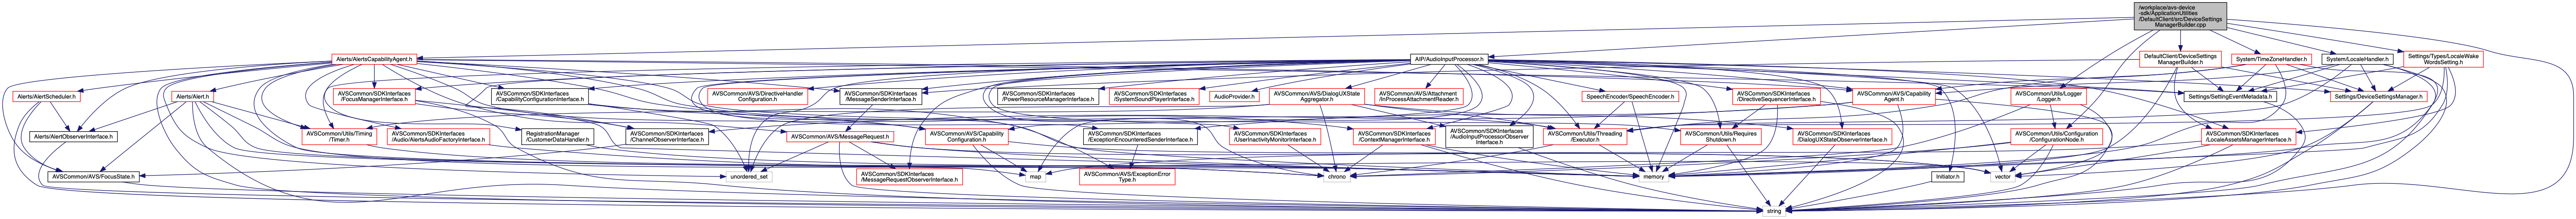 /workplace/avs-device
-sdk/ApplicationUtilities
/DefaultClient/src/DeviceSettings
ManagerBuilder.cpp
Alerts/AlertsCapabilityAgent.h
AIP/AudioInputProcessor.h
DefaultClient/DeviceSettings
ManagerBuilder.h
System/TimeZoneHandler.h
System/LocaleHandler.h
Settings/Types/LocaleWake
WordsSetting.h
Alerts/AlertScheduler.h
Alerts/Alert.h
AVSCommon/SDKInterfaces
/FocusManagerInterface.h
AVSCommon/SDKInterfaces
/CapabilityConfigurationInterface.h
AVSCommon/AVS/DirectiveHandler
Configuration.h
AVSCommon/SDKInterfaces
/MessageSenderInterface.h
AVSCommon/SDKInterfaces
/PowerResourceManagerInterface.h
AVSCommon/SDKInterfaces
/SystemSoundPlayerInterface.h
AudioProvider.h
AVSCommon/AVS/DialogUXState
Aggregator.h
AVSCommon/AVS/Attachment
/InProcessAttachmentReader.h
SpeechEncoder/SpeechEncoder.h
AVSCommon/SDKInterfaces
/DirectiveSequencerInterface.h
AVSCommon/AVS/Capability
Agent.h
AVSCommon/Utils/Logger
/Logger.h
Settings/SettingEventMetadata.h
Settings/DeviceSettingsManager.h
Alerts/AlertObserverInterface.h
AVSCommon/Utils/Timing
/Timer.h
AVSCommon/SDKInterfaces
/Audio/AlertsAudioFactoryInterface.h
RegistrationManager
/CustomerDataHandler.h
AVSCommon/SDKInterfaces
/ChannelObserverInterface.h
AVSCommon/AVS/MessageRequest.h
AVSCommon/AVS/Capability
Configuration.h
AVSCommon/SDKInterfaces
/ExceptionEncounteredSenderInterface.h
AVSCommon/SDKInterfaces
/UserInactivityMonitorInterface.h
AVSCommon/SDKInterfaces
/ContextManagerInterface.h
AVSCommon/SDKInterfaces
/AudioInputProcessorObserver
Interface.h
AVSCommon/Utils/Threading
/Executor.h
AVSCommon/Utils/Requires
Shutdown.h
AVSCommon/SDKInterfaces
/DialogUXStateObserverInterface.h
AVSCommon/Utils/Configuration
/ConfigurationNode.h
AVSCommon/SDKInterfaces
/LocaleAssetsManagerInterface.h
AVSCommon/AVS/FocusState.h
unordered_set
AVSCommon/SDKInterfaces
/MessageRequestObserverInterface.h
map
AVSCommon/AVS/ExceptionError
Type.h
chrono
memory
Initiator.h
vector
string